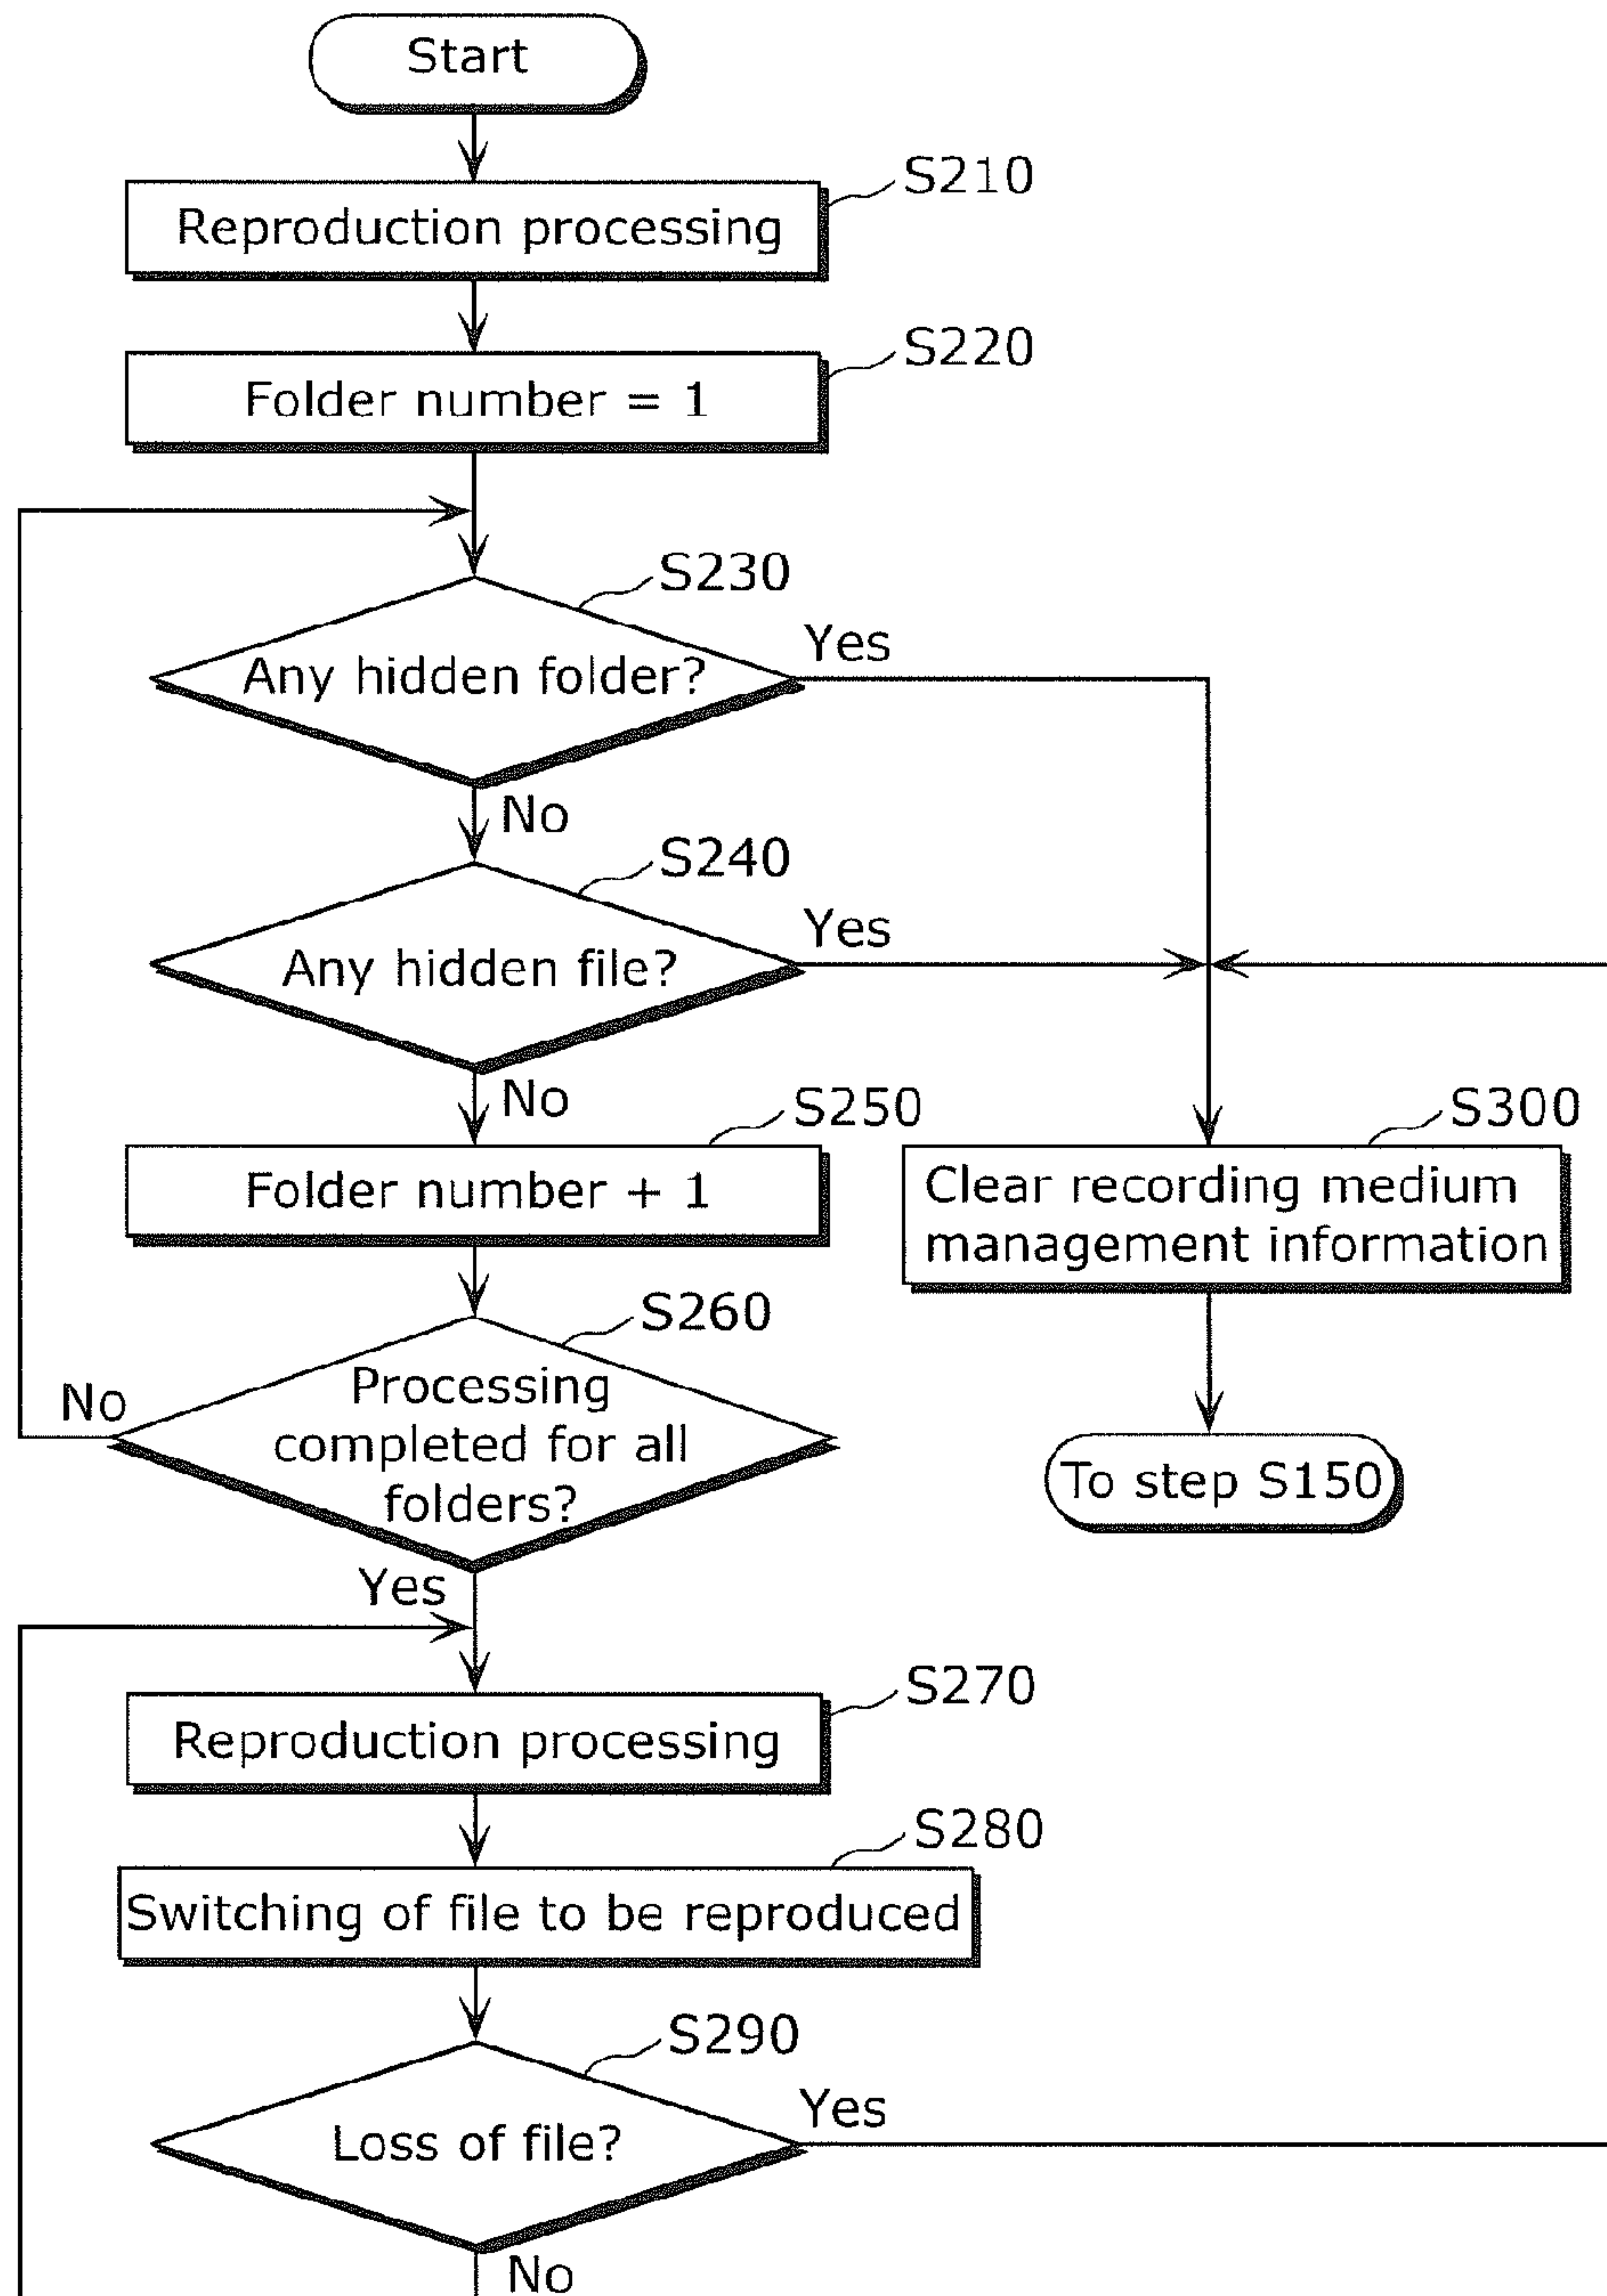 Start
S210
Reproduction processing
S220
Folder number = 1
S230
Any hidden folder?
Yes
No
S240
Any hidden file?
Yes
No
S250
Folder number + 1
S300
Clear recording medium
management information
S260
Processing
completed for all
folders?
No
To step S150
Yes
S270
Reproduction processing
S280
Switching of file to be reproduced
S290
Loss of file?
Yes
No